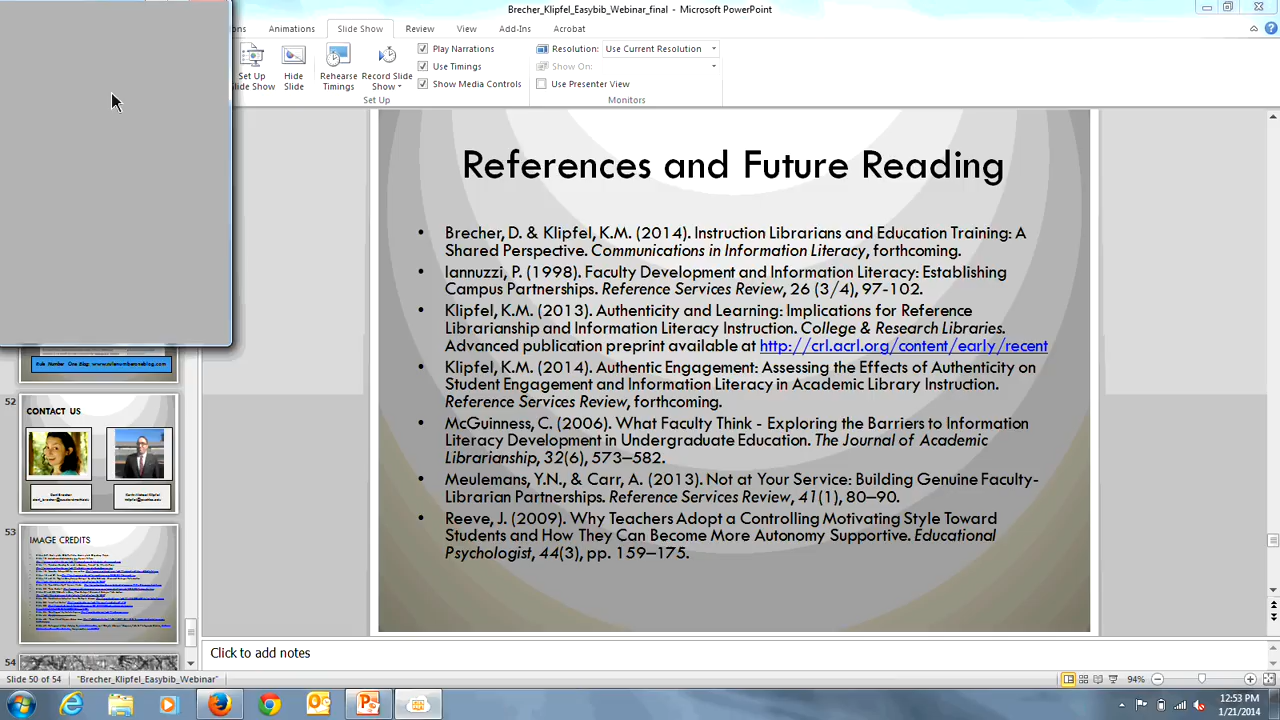 Brecher_Klipfel_Easybib_Webinar_final - Microsoft PowerPoint
ons Animations Slide Show Review View Add-Ins Acrobat
Set Up
Slide Show
Hide
Slide
Rehearse
Timings
Record Slide
Show
Play Narrations
Use Timings
Show Media Controls
Set Up
Resolution: Use Current Resolution
Show On:
Use Presenter View
Monitors
References and Future Reading
• Brecher, D. & Klipfel, K.M. (2014). Instruction Librarians and Education Training: A
Shared Perspective. Communications in Information Literacy, forthcoming.
• Iannuzzi, P. (1998). Faculty Development and Information Literacy: Establishing
Campus Partnerships. Reference Services Review, 26 (3/4), 97-102.
• Klipfel, K.M. (2013). Authenticity and Learning: Implications for Reference
Librarianship and Information Literacy Instruction. College & Research Libraries.
Advanced publication preprint available at http://crl.acrl.org/content/early/recent
• Klipfel, K.M. (2014). Authentic Engagement: Assessing the Effects of Authenticity on
Student Engagement and Information Literacy in Academic Library Instruction.
Reference Services Review, forthcoming.
• McGuinness, C. (2006). What Faculty Think - Exploring the Barriers to Information
Literacy Development in Undergraduate Education. The Journal of Academic
Librarianship, 32(6), 573–582.
• Meulemans, Y.N., & Carr, A. (2013). Not at Your Service: Building Genuine Faculty-
Librarian Partnerships. Reference Services Review, 41(1), 80–90.
• Reeve, J. (2009). Why Teachers Adopt a Controlling Motivating Style Toward
Students and How They Can Become More Autonomy Supportive. Educational
Psychologist, 44(3), pp. 159–175.
Rule Number One Blog: www.rulenumberoneblog.com
52
CONTACT US
53
IMAGE CREDITS
54
Click to add notes
Slide 50 of 54 "Brecher_Klipfel_Easybib_Webinar" 94%
12:53 PM
1/21/2014